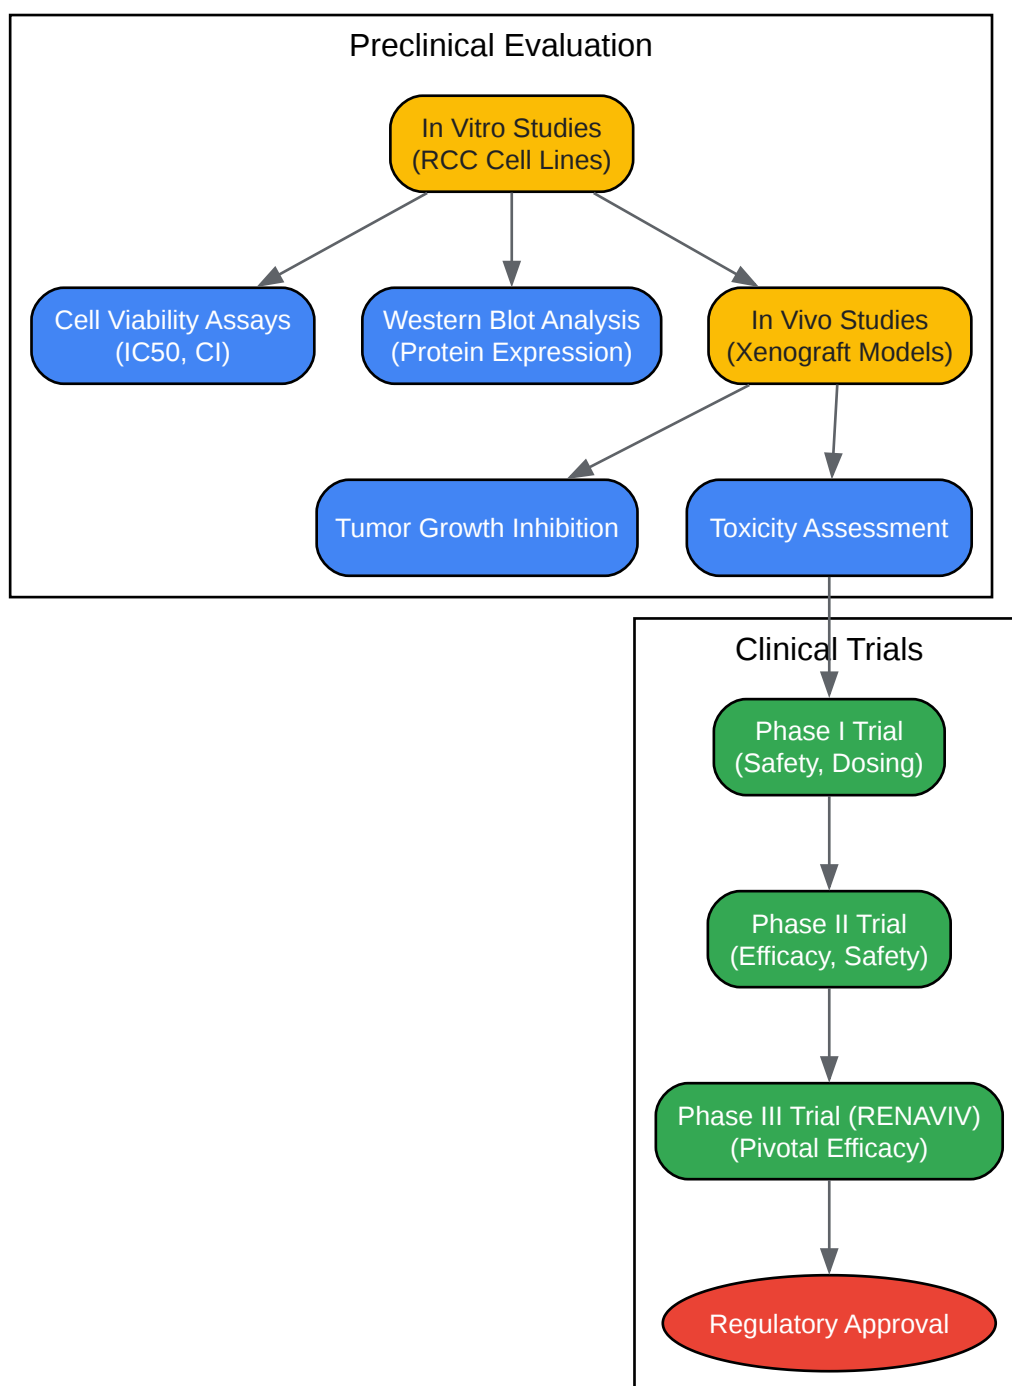 Preclinical Evaluation
In Vitro Studies
(RCC Cell Lines)
Cell Viability Assays
(IC50, CI)
Western Blot Analysis
(Protein Expression)
In Vivo Studies
(Xenograft Models)
Tumor Growth Inhibition
Toxicity Assessment
Clinical Trials
Phase I Trial
(Safety, Dosing)
Phase II Trial
(Efficacy, Safety)
Phase III Trial (RENAVIV)
(Pivotal Efficacy)
Regulatory Approval